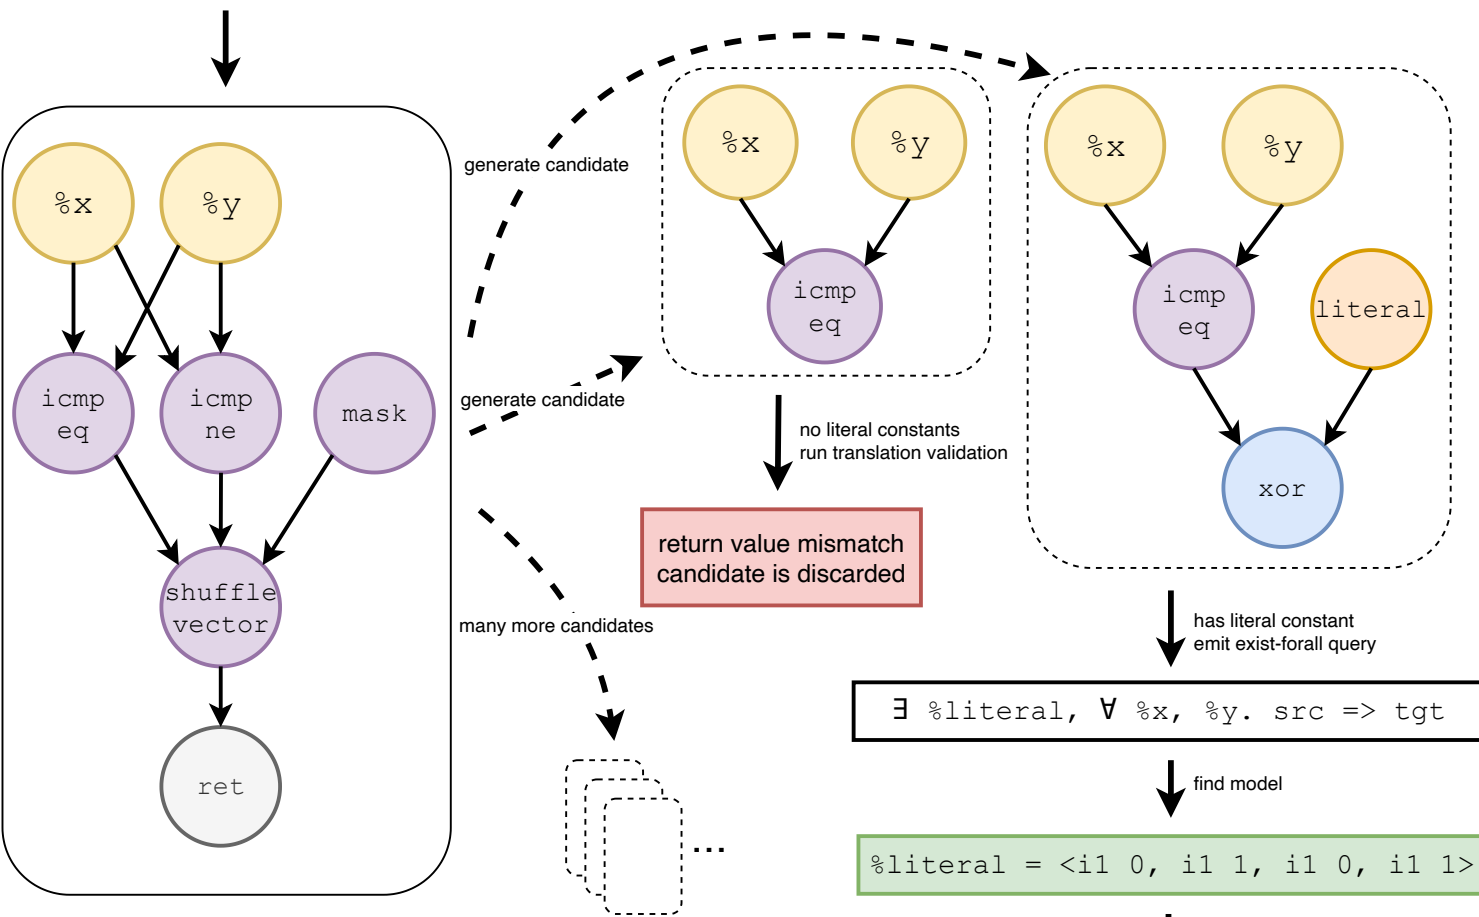 %x
%y
icmp
eq
icmp
ne
mask
shuffle
vector
ret
generate candidate
generate candidate
many more candidates
...
%x
%y
icmp
eq
no literal constants
run translation validation
return value mismatch
candidate is discarded
%x
%y
icmp
eq
literal
xor
has literal constant
emit exist-forall query
∃ %literal, ∀ %x, %y. src => tgt
find model
%literal = <i1 0, i1 1, i1 0, i1 1>